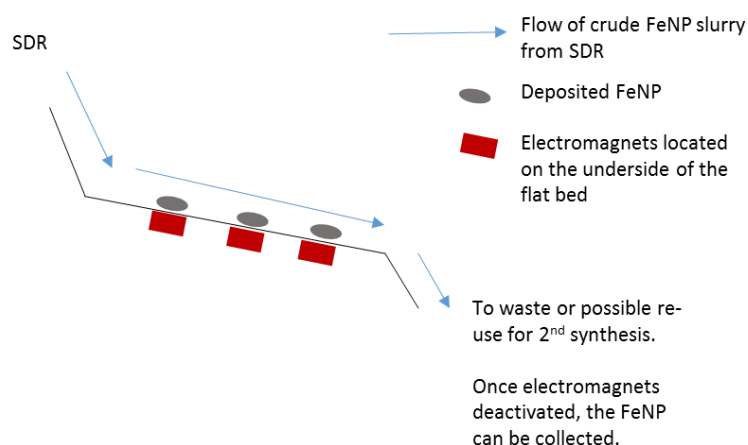 SDR
Flow of crude FeNP slurry
from SDR
Deposited FeNP
Electromagnets located
on the underside of the
flat bed
To waste or possible re-
use for 2nd synthesis.
Once electromagnets
deactivated, the FeNP
can be collected.